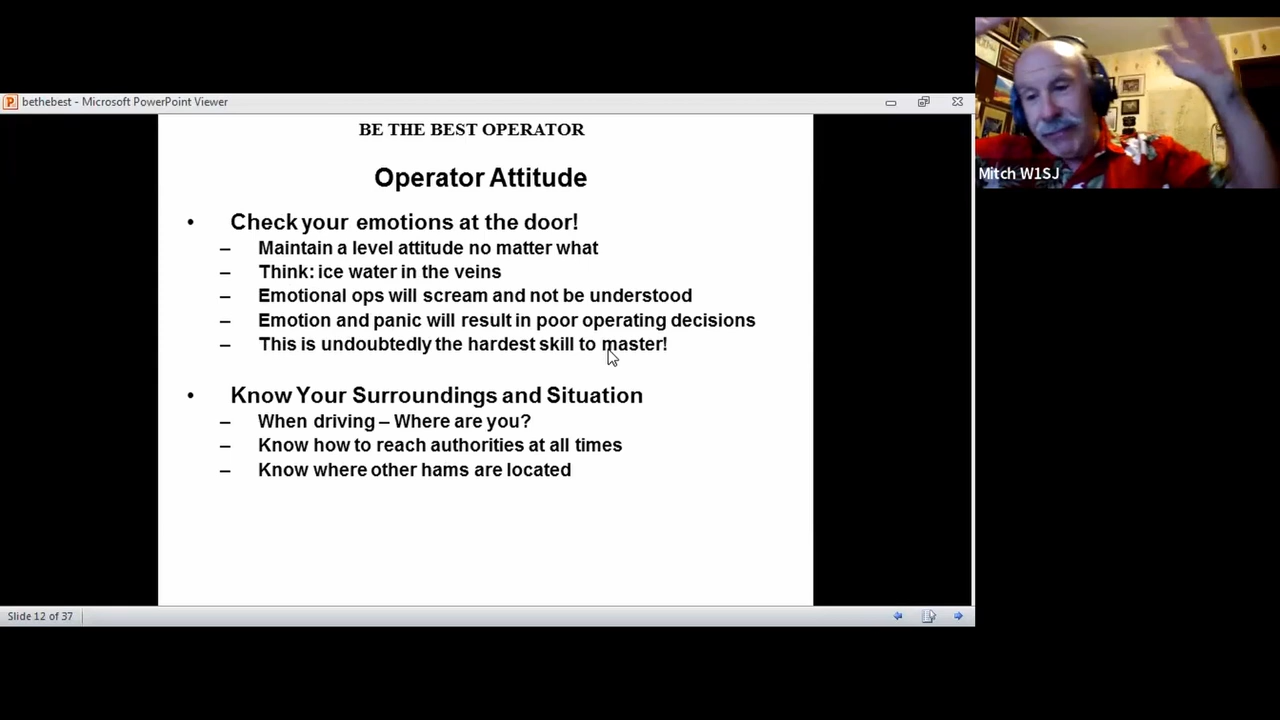 bethebest - Microsoft PowerPoint Viewer
BE THE BEST OPERATOR
Operator Attitude
• Check your emotions at the door!
– Maintain a level attitude no matter what
– Think: ice water in the veins
– Emotional ops will scream and not be understood
– Emotion and panic will result in poor operating decisions
– This is undoubtedly the hardest skill to master!
• Know Your Surroundings and Situation
– When driving – Where are you?
– Know how to reach authorities at all times
– Know where other hams are located
Slide 12 of 37
Mitch W1SJ